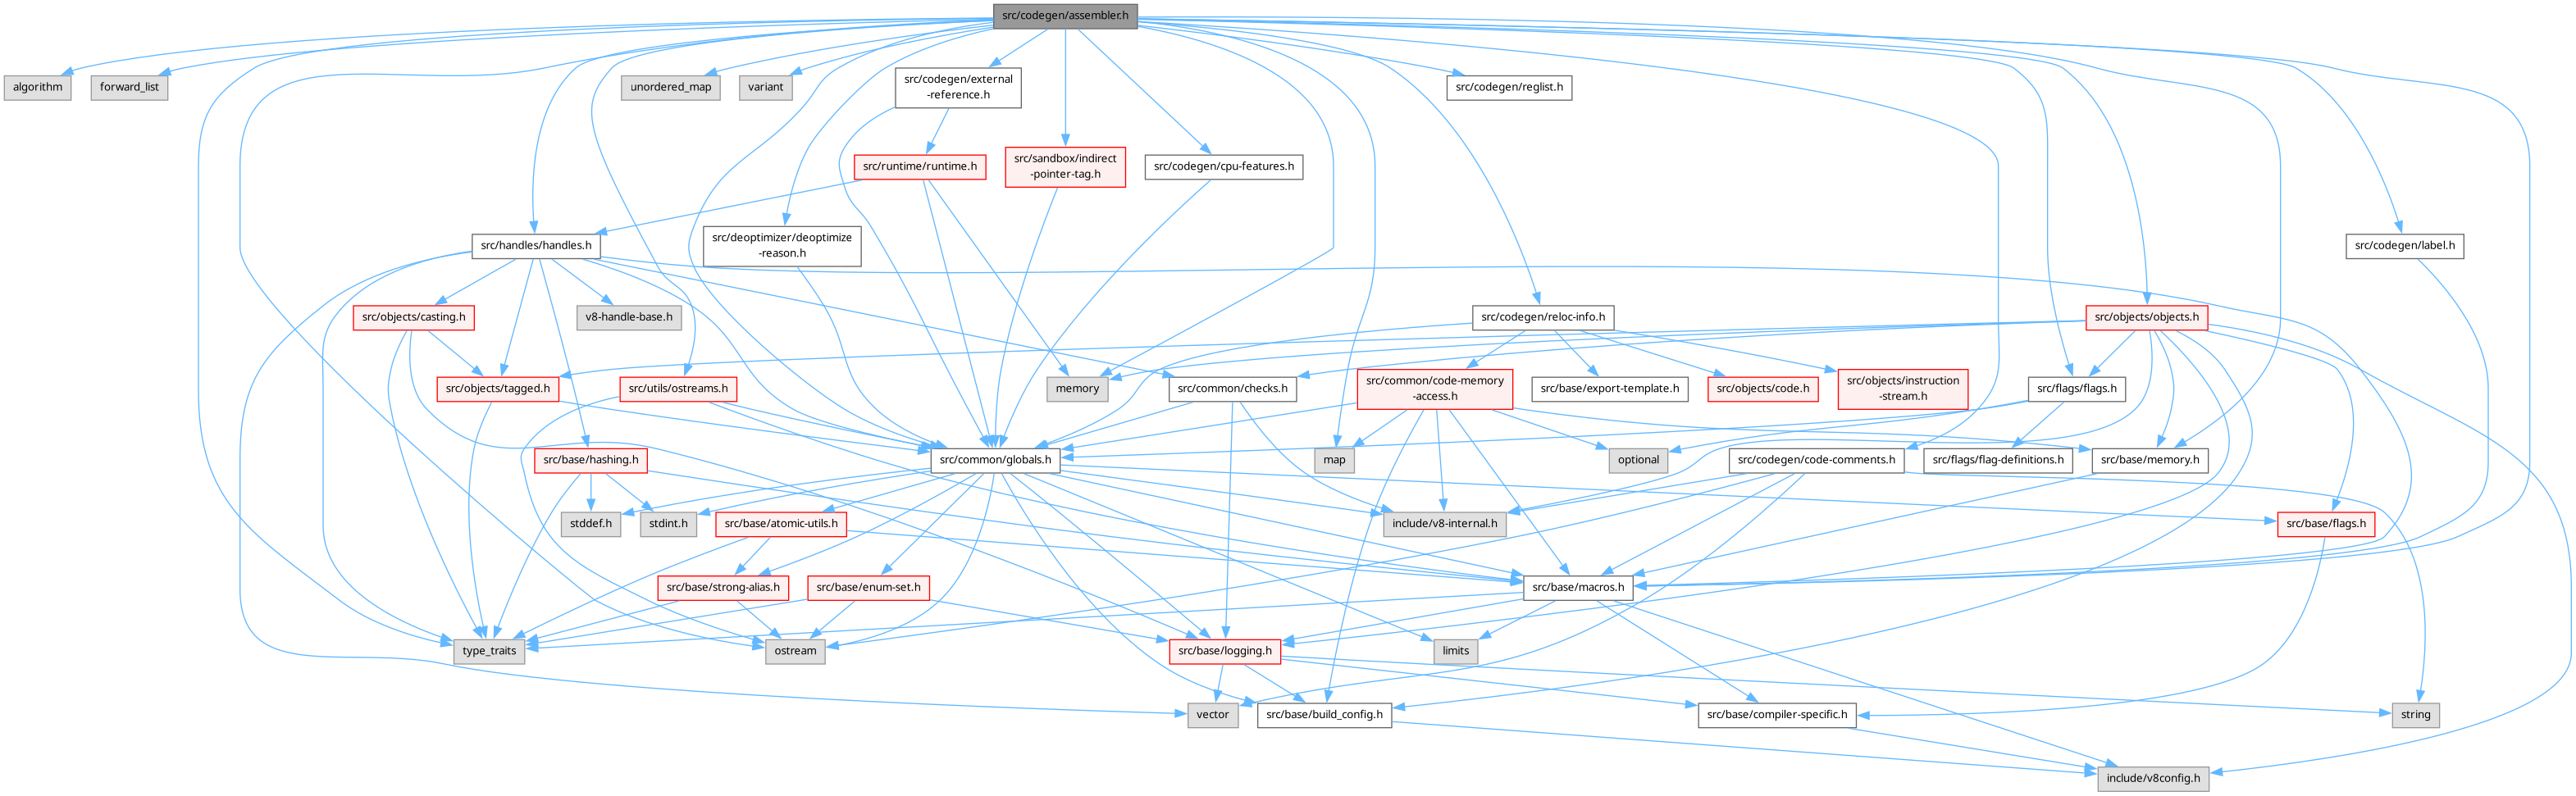 src/codegen/assembler.h
algorithm
forward_list
unordered_map
variant
src/codegen/external
-reference.h
src/codegen/reglist.h
src/runtime/runtime.h
src/sandbox/indirect
-pointer-tag.h
src/codegen/cpu-features.h
src/handles/handles.h
src/deoptimizer/deoptimize
-reason.h
src/codegen/label.h
src/objects/casting.h
v8-handle-base.h
src/codegen/reloc-info.h
src/objects/objects.h
src/objects/tagged.h
src/utils/ostreams.h
memory
src/common/checks.h
src/common/code-memory
-access.h
src/base/export-template.h
src/objects/code.h
src/objects/instruction
-stream.h
src/flags/flags.h
src/base/hashing.h
src/common/globals.h
map
optional
src/codegen/code-comments.h
src/flags/flag-definitions.h
src/base/memory.h
stddef.h
stdint.h
src/base/atomic-utils.h
include/v8-internal.h
src/base/flags.h
src/base/strong-alias.h
src/base/enum-set.h
src/base/macros.h
type_traits
ostream
src/base/logging.h
limits
vector
src/base/build_config.h
src/base/compiler-specific.h
string
include/v8config.h